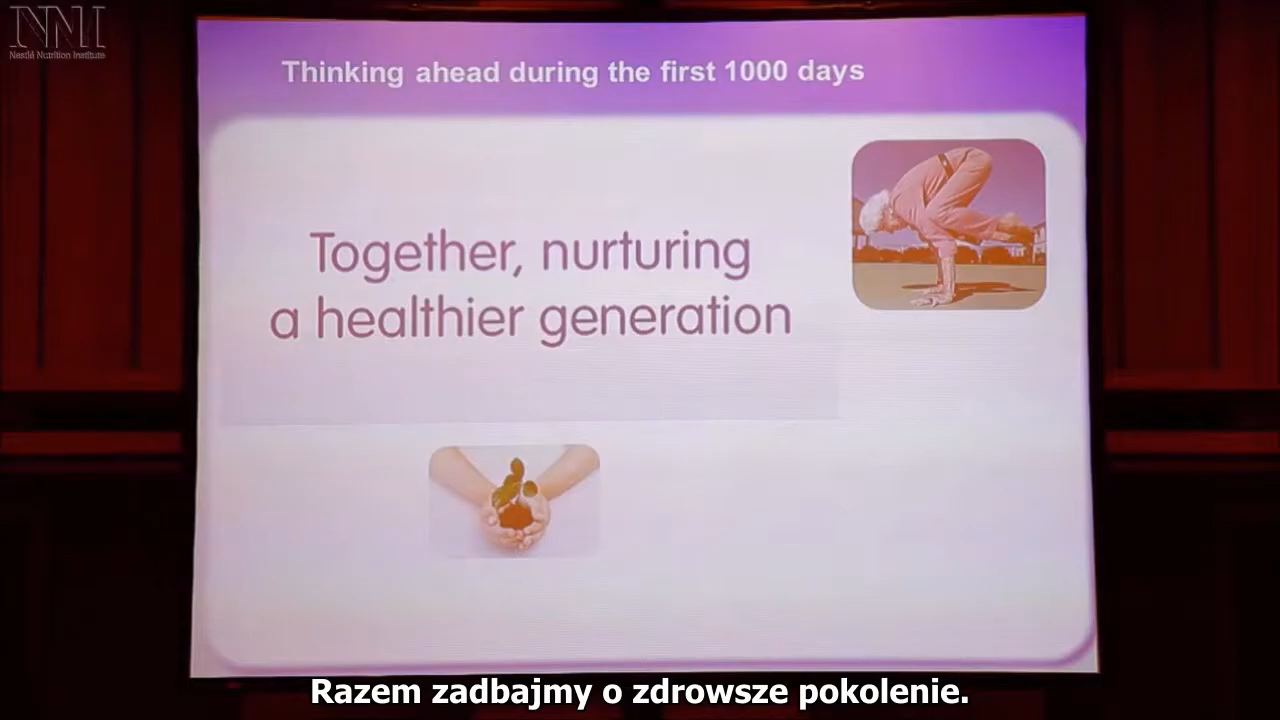 NNI
Nestlé Nutrition Institute
Thinking ahead during the first 1000 days
Together, nurturing
a healthier generation
Razem zadbajmy o zdrowsze pokolenie.